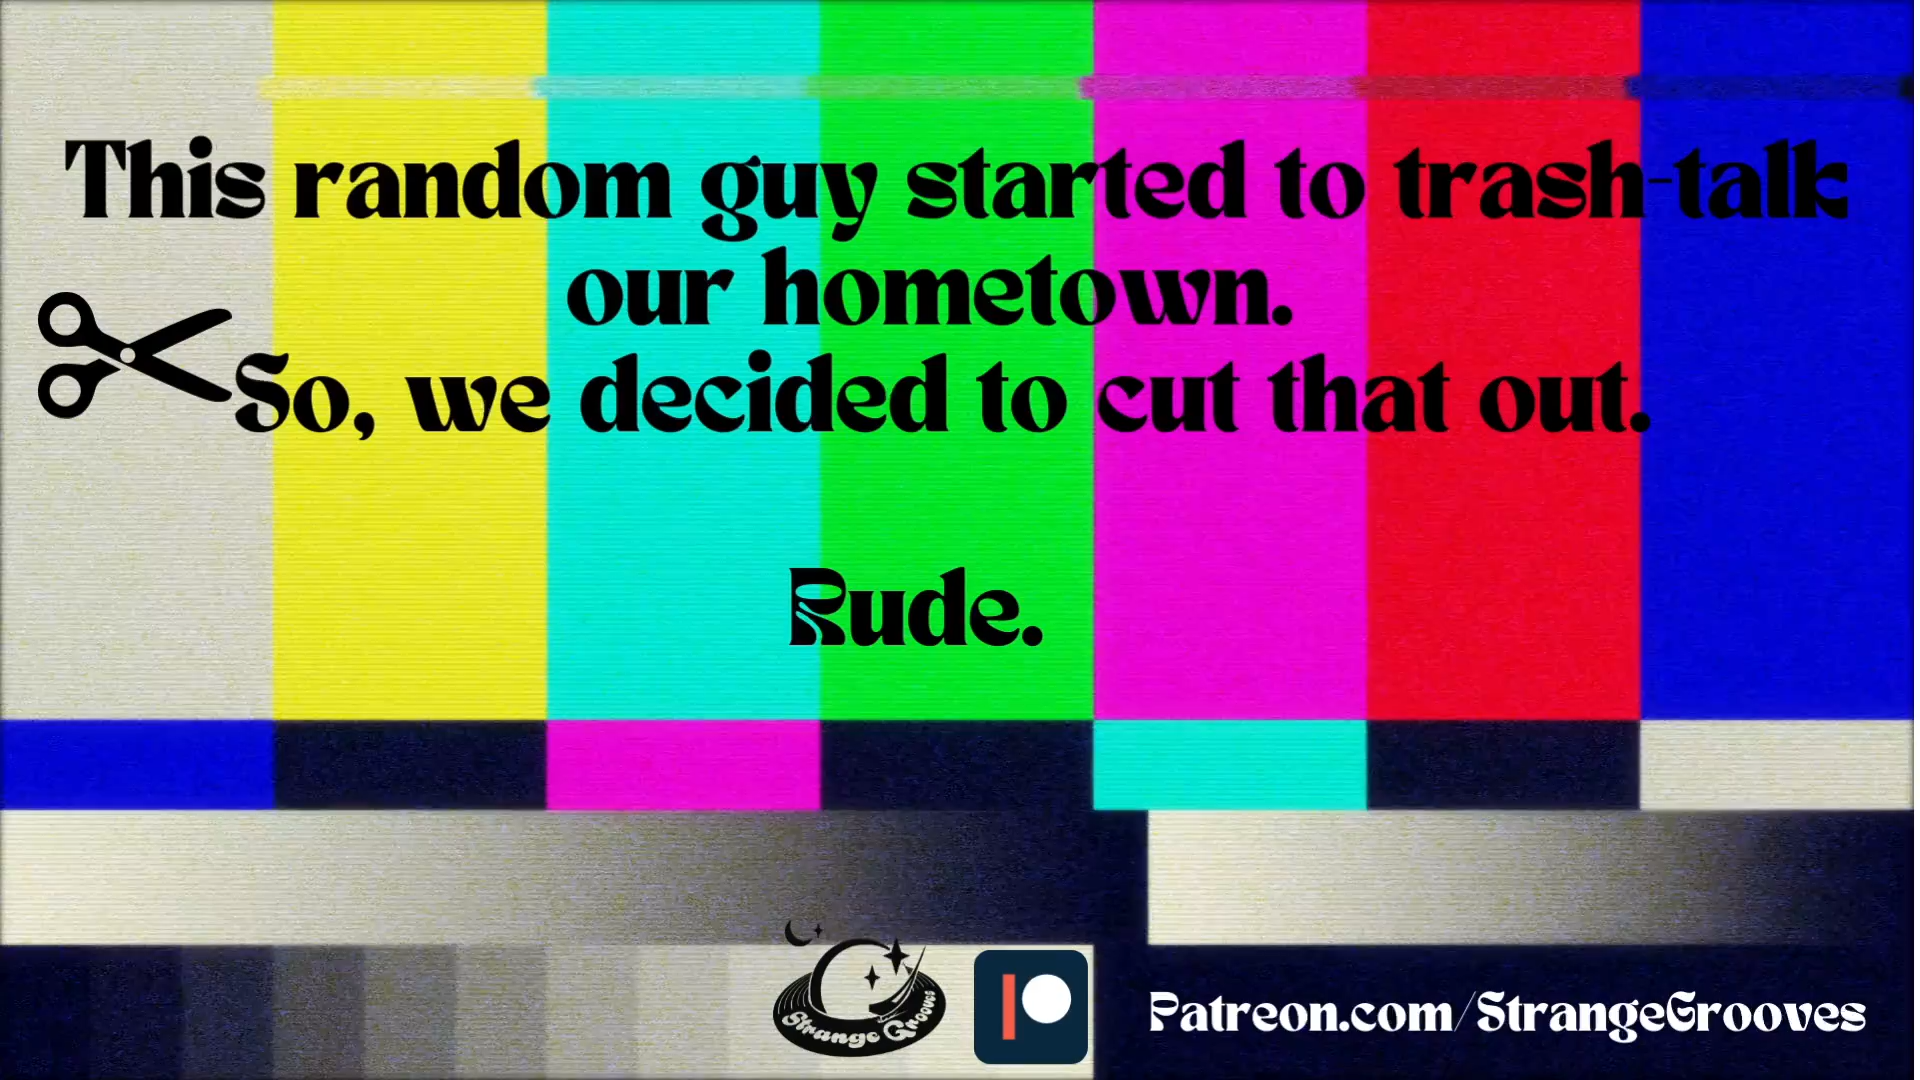 This random guy started to trash-talk
our hometown.
So, we decided to cut that out.
Rude.
Strange Grooves
Patreon.com/StrangeGrooves